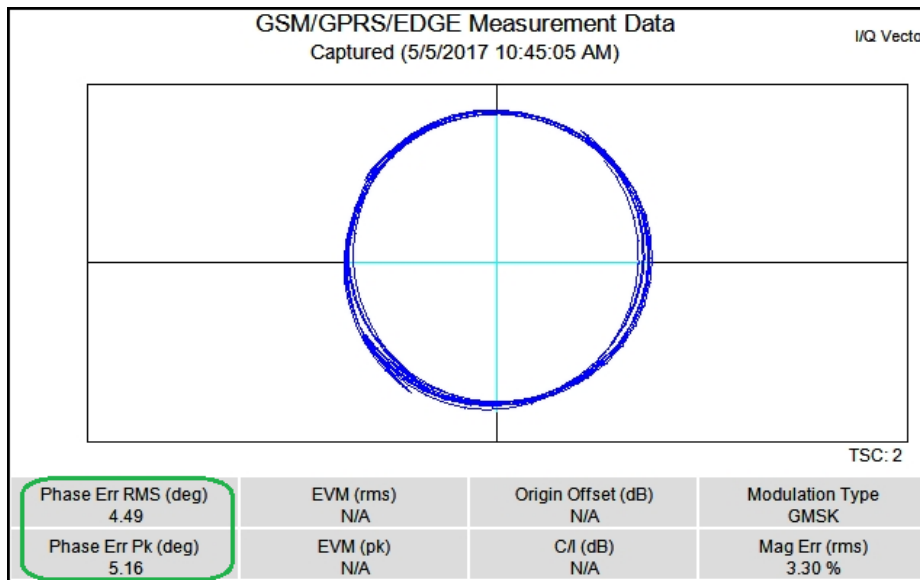 GSM/GPRS/EDGE Measurement Data
Captured (5/5/2017 10:45:05 AM)
I/Q Vecto
TSC: 2
Phase Err RMS (deg) EVM (rms) Origin Offset (dB) Modulation Type
4.49 N/A N/A GMSK
Phase Err Pk (deg) EVM (pk) C/I (dB) Mag Err (rms)
5.16 N/A N/A 3.30 %